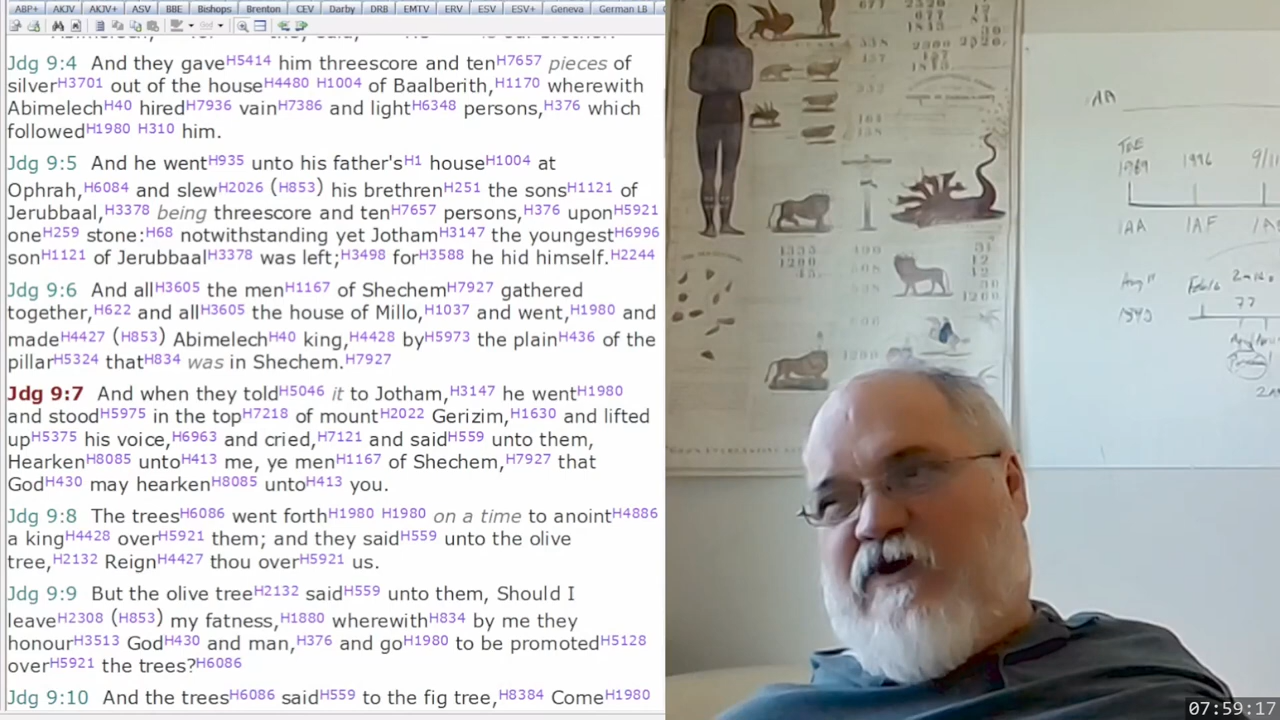 ABP+ AKJV AKJV+ ASV BBE Bishops Brenton CEV Darby DRB EMTV ERV ESV ESV+ Geneva German LB
Jdg 9:4 And they gaveH5414 him threescore and tenH7657 pieces of
silverH3701 out of the houseH4480 H1004 of Baalberith,H1170 wherewith
AbimelechH40 hiredH7936 vainH7386 and lightH6348 persons,H376 which
followedH1980 H310 him.
Jdg 9:5 And he wentH935 unto his father'sH1 houseH1004 at
Ophrah,H6084 and slewH2026 (H853) his brethrenH251 the sonsH1121 of
Jerubbaal,H3378 being threescore and tenH7657 persons,H376 uponH5921
oneH259 stone:H68 notwithstanding yet JothamH3147 the youngestH6996
sonH1121 of JerubbaalH3378 was left;H3498 forH3588 he hid himself.H2244
Jdg 9:6 And allH3605 the menH1167 of ShechemH7927 gathered
together,H622 and allH3605 the house of Millo,H1037 and went,H1980 and
madeH4427 (H853) AbimelechH40 king,H4428 byH5973 the plainH436 of the
pillarH5324 thatH834 was in Shechem.H7927
Jdg 9:7 And when they toldH5046 it to Jotham,H3147 he wentH1980
and stoodH5975 in the topH7218 of mountH2022 Gerizim,H1630 and lifted
upH5375 his voice,H6963 and cried,H7121 and saidH559 unto them,
HearkenH8085 untoH413 me, ye menH1167 of Shechem,H7927 that
GodH430 may hearkenH8085 untoH413 you.
Jdg 9:8 The treesH6086 went forthH1980 H1980 on a time to anointH4886
a kingH4428 overH5921 them; and they saidH559 unto the olive
tree,H2132 ReignH4427 thou overH5921 us.
Jdg 9:9 But the olive treeH2132 saidH559 unto them, Should I
leaveH2308 (H853) my fatness,H1880 wherewithH834 by me they
honourH3513 GodH430 and man,H376 and goH1980 to be promotedH5128
overH5921 the trees?H6086
Jdg 9:10 And the treesH6086 saidH559 to the fig tree,H8384 ComeH1980
677
1989 1996 9/11
1AA 1AF
77
07:59:17